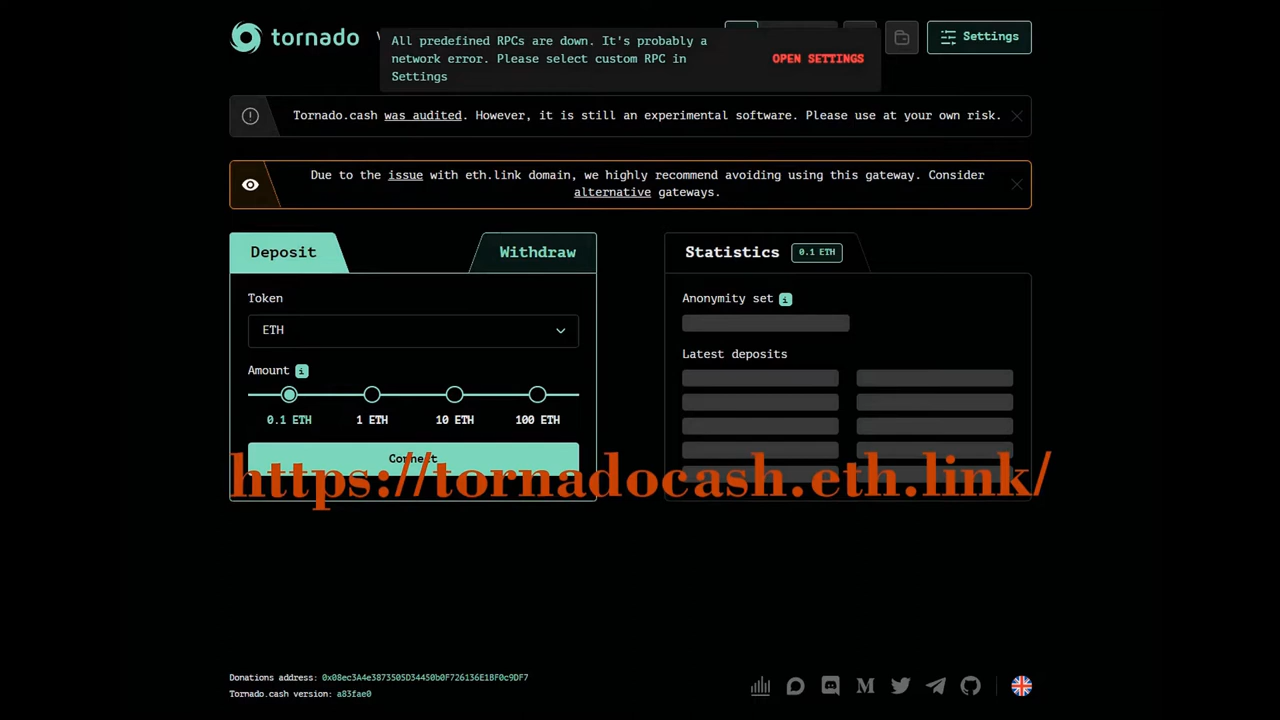 tornado
All predefined RPCs are down. It's probably a
network error. Please select custom RPC in
Settings
OPEN SETTINGS
Settings
Tornado.cash was audited. However, it is still an experimental software. Please use at your own risk.
Due to the issue with eth.link domain, we highly recommend avoiding using this gateway. Consider
alternative gateways.
Deposit
Withdraw
Statistics 0.1 ETH
Token
ETH
Amount i
0.1 ETH 1 ETH 10 ETH 100 ETH
Connect
Anonymity set i
Latest deposits
https://tornadocash.eth.link/
Donations address: 0x08ec3A4e3873505D34450b0F726136E1BF0c9DF7
Tornado.cash version: a83fae0